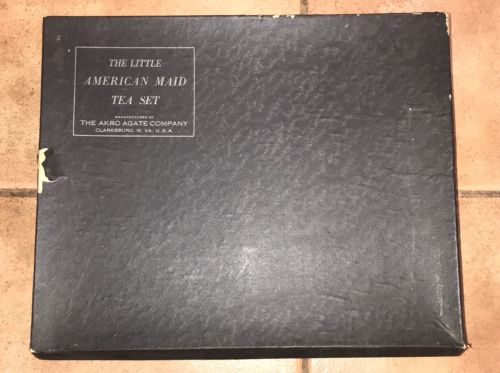 THE LITTLE
AMERICAN MAID
TEA SET
MANUFACTURED BY
THE AKRO AGATE COMPANY
CLARKSBURG, W. VA. U.S.A.